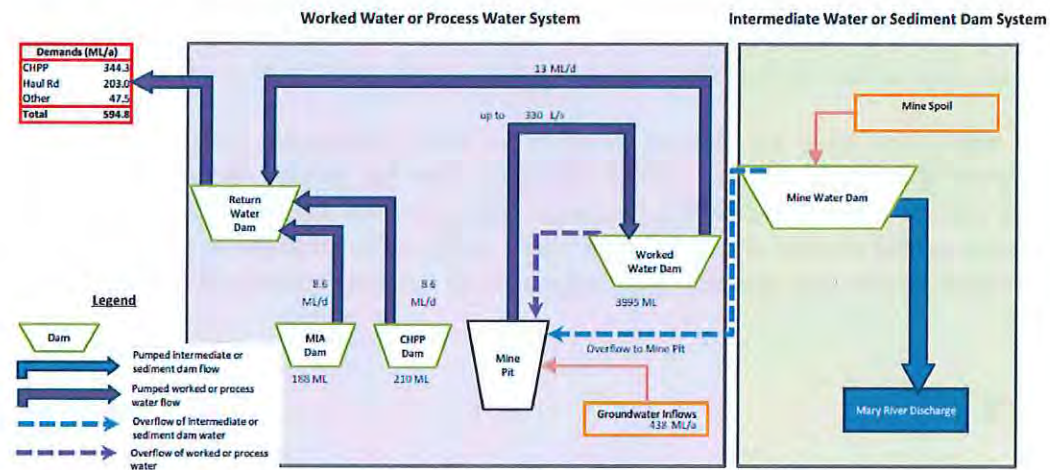 Worked Water or Process Water System
Intermediate Water or Sediment Dam System
Demands (ML/a)
CHPP 344.3
Haul Rd 203.0
Other 47.5
Total 594.8
13 ML/d
up to 330 L/s
Mine Spoil
Mine Water Dam
Return
Water
Dam
Worked
Water Dam
3995 ML
8.6
ML/d
8.6
ML/d
MIA
Dam
188 ML
CHPP
Dam
210 ML
Mine
Pit
Overflow to Mine Pit
Groundwater Inflows
438 ML/a
Mary River Discharge
Legend
Dam
Pumped intermediate or
sediment dam flow
Pumped worked or process
water flow
Overflow of intermediate or
sediment dam water
Overflow of worked or process
water